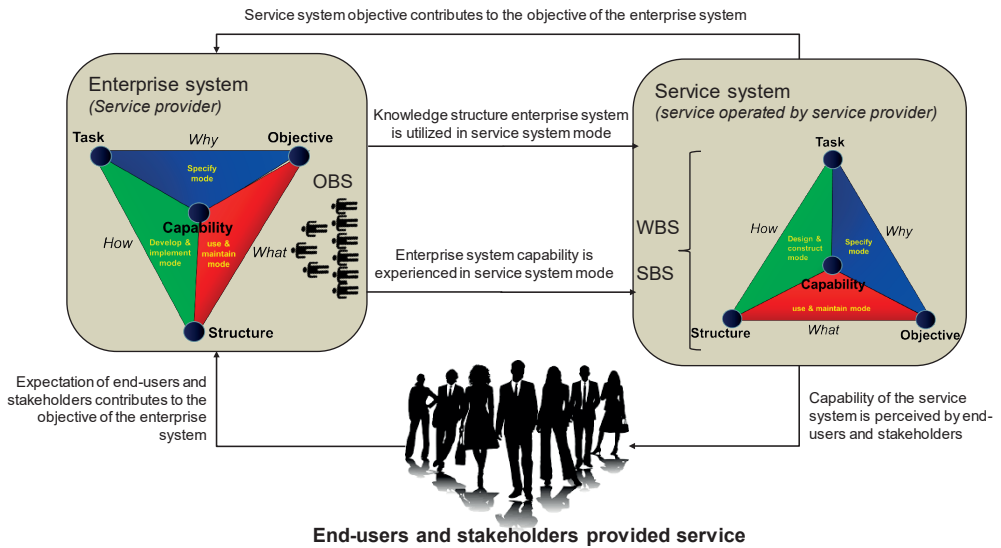 Service system objective contributes to the objective of the enterprise system
Enterprise system
(Service provider)
Task
Why
Objective
Specify
mode
OBS
Capability
How
Develop &
implement
mode
use &
maintain
mode
What
Structure
Knowledge structure enterprise system
is utilized in service system mode
Enterprise system capability is
experienced in service system mode
Service system
(service operated by service provider)
Task
WBS
How
Why
Design &
construct
mode
Specify
mode
SBS
Capability
use & maintain mode
Structure
What
Objective
Expectation of end-users and
stakeholders contributes to the
objective of the enterprise
system
Capability of the service
system is perceived by end-
users and stakeholders
End-users and stakeholders provided service